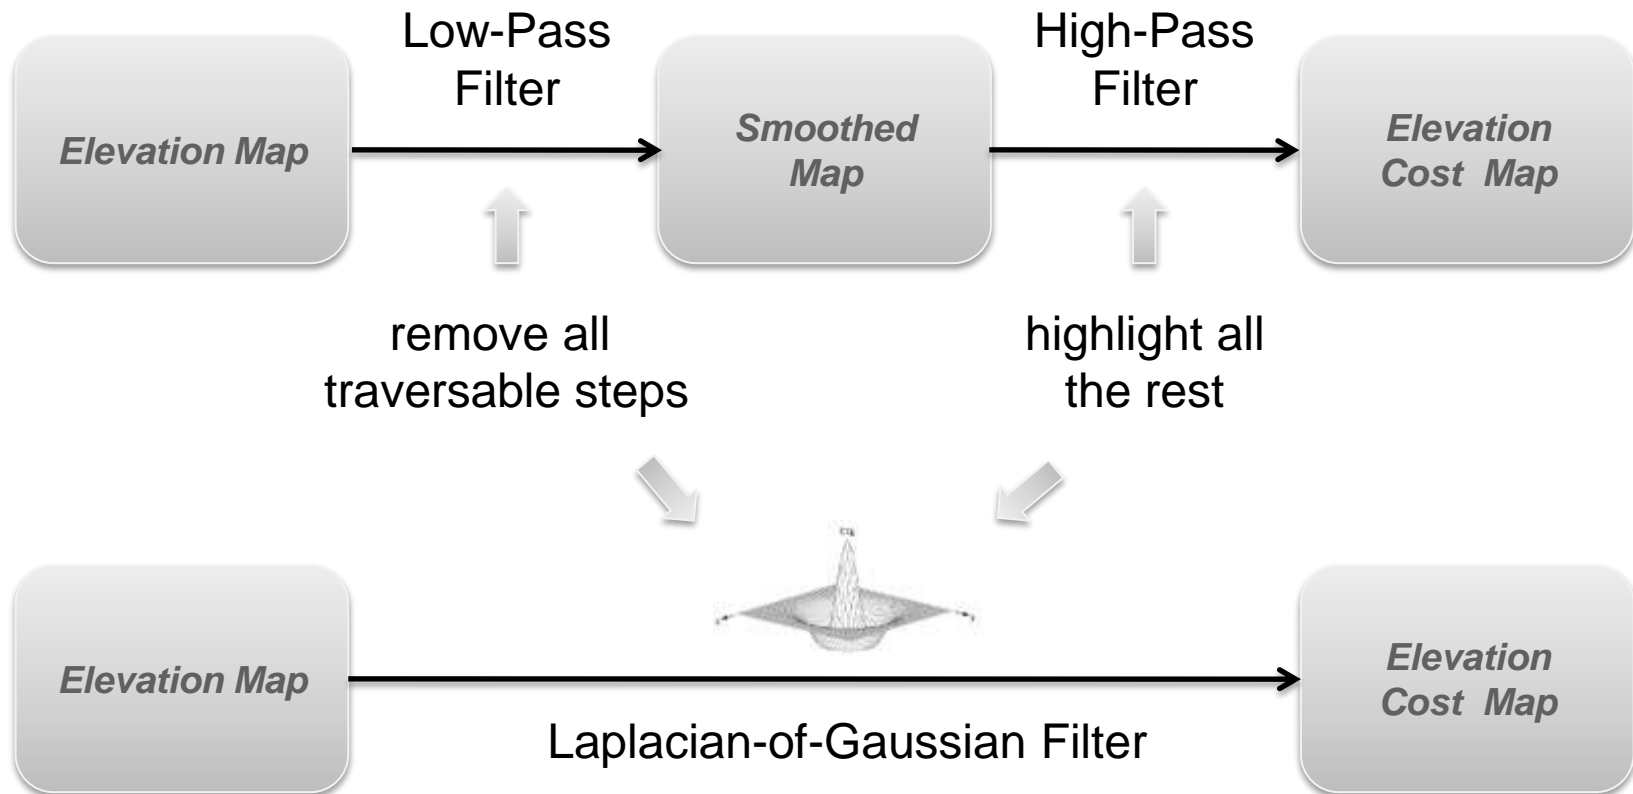 Low-Pass
Filter
High-Pass
Filter
Elevation Map
Smoothed
Map
Elevation
Cost Map
remove all
traversable steps
highlight all
the rest
Elevation Map
Elevation
Cost Map
Laplacian-of-Gaussian Filter